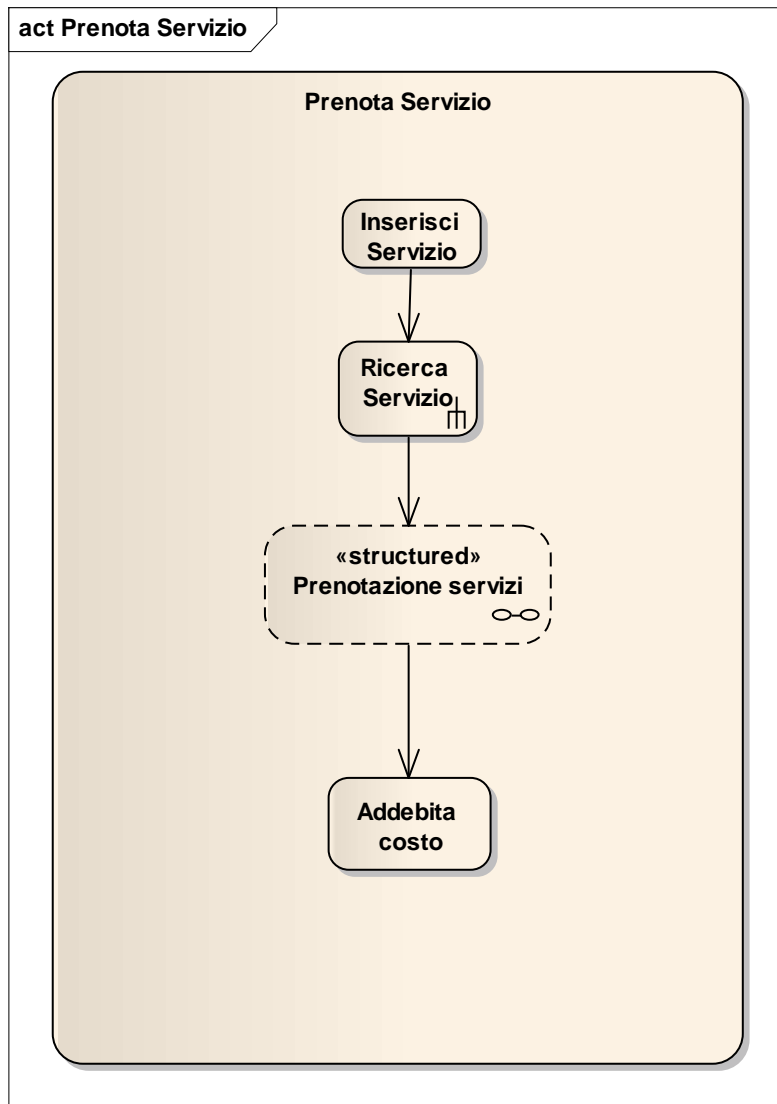 act Prenota Servizio
Prenota Servizio
Inserisci
Servizio
Ricerca
Servizio
«structured»
Prenotazione servizi
Addebita
costo